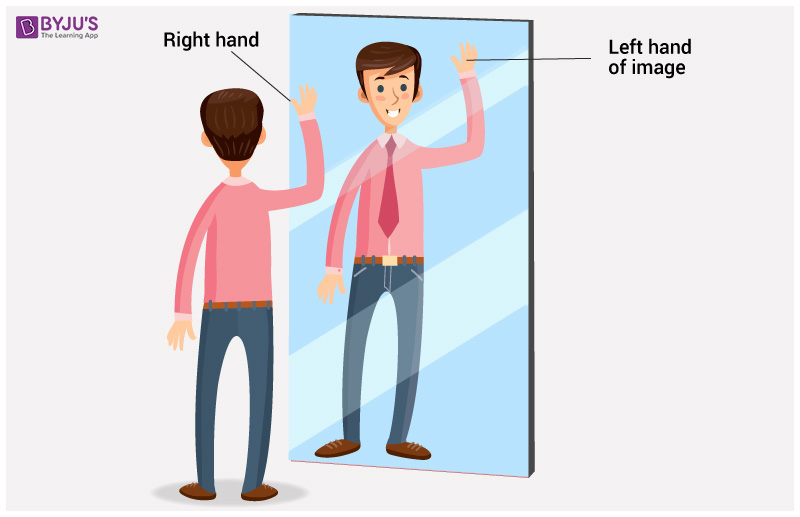 BYJU'S
The Learning App
Right hand
Left hand
of image